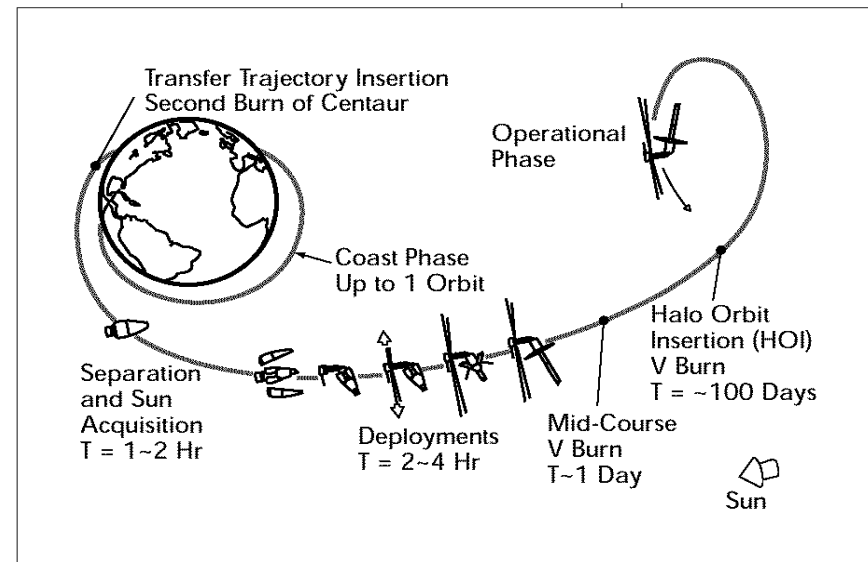 Transfer Trajectory Insertion
Second Burn of Centaur
Operational
Phase
Coast Phase
Up to 1 Orbit
Separation
and Sun
Acquisition
T = 1~2 Hr
Deployments
T = 2~4 Hr
Mid-Course
V Burn
T~1 Day
Halo Orbit
Insertion (HOI)
V Burn
T = ~100 Days
Sun